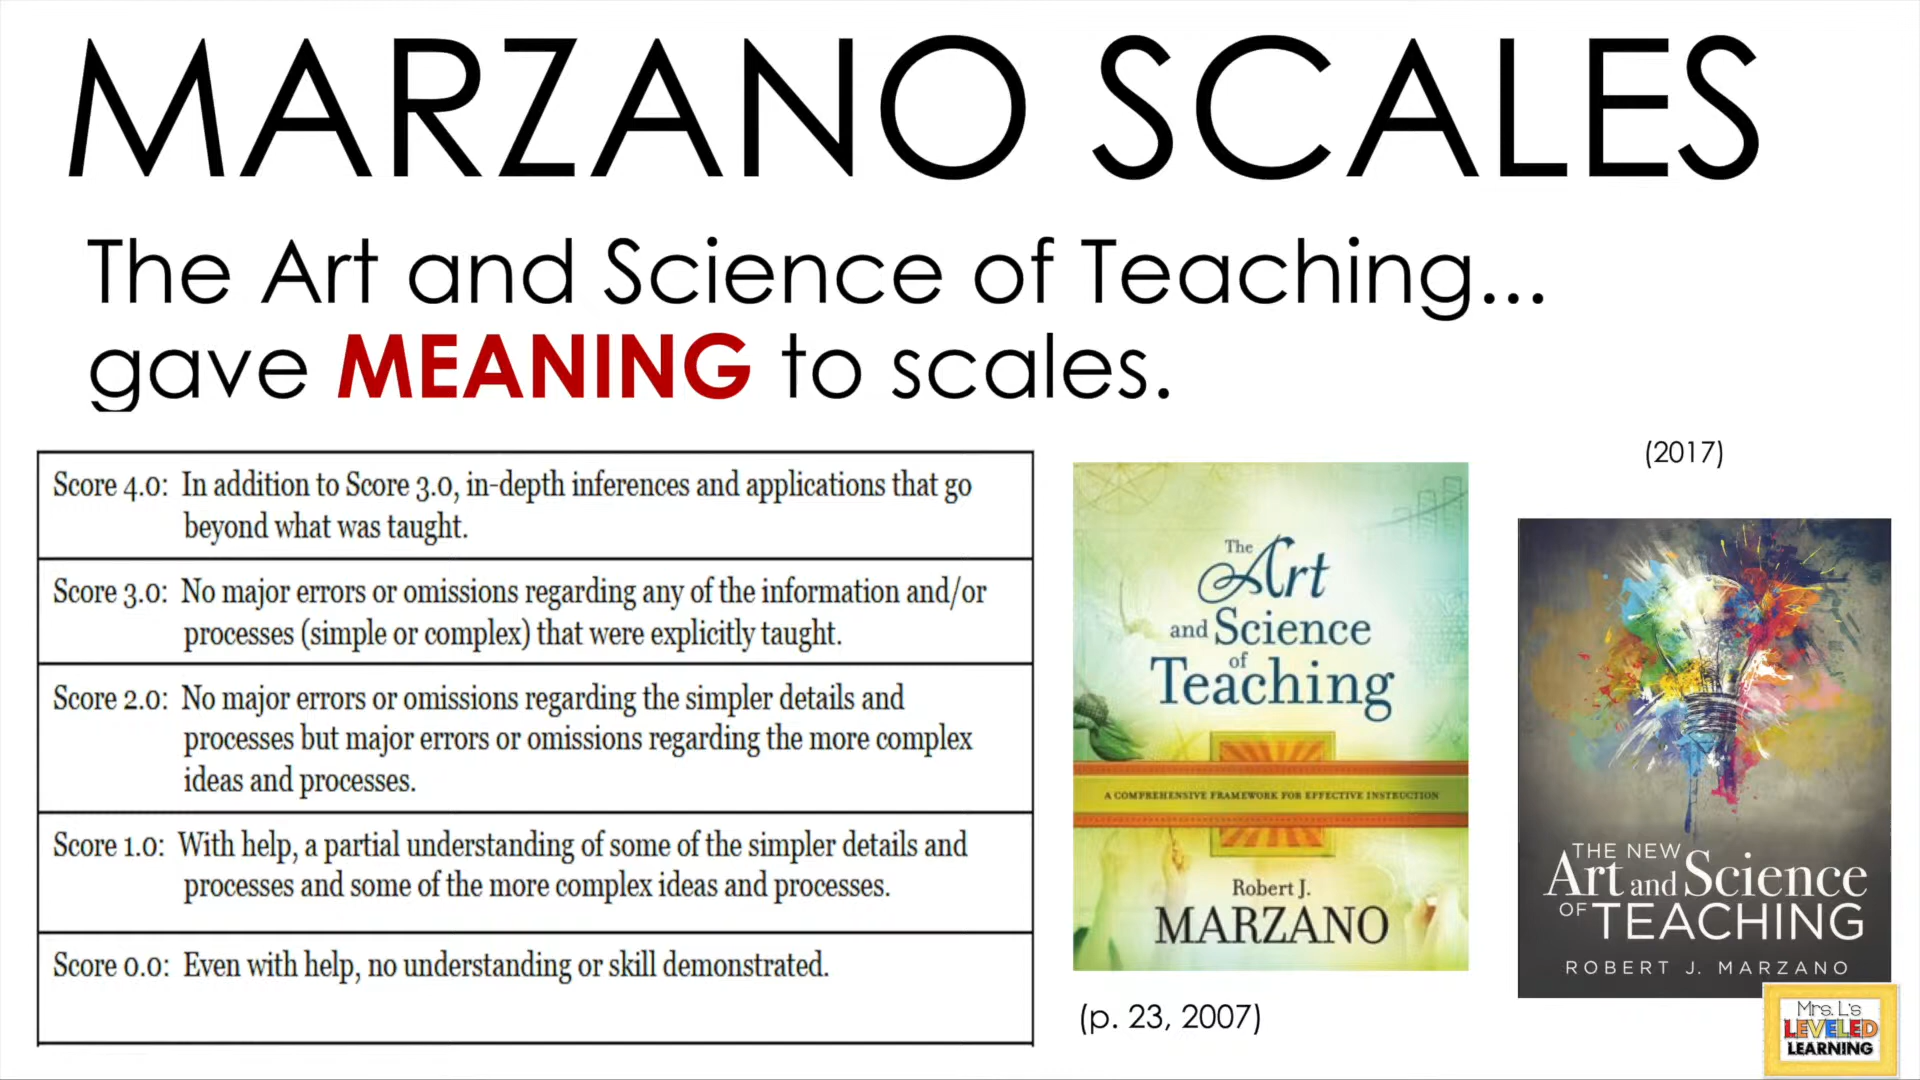 MARZANO SCALES
The Art and Science of Teaching...
gave MEANING to scales.
Score 4.0: In addition to Score 3.0, in-depth inferences and applications that go
beyond what was taught.
Score 3.0: No major errors or omissions regarding any of the information and/or
processes (simple or complex) that were explicitly taught.
Score 2.0: No major errors or omissions regarding the simpler details and
processes but major errors or omissions regarding the more complex
ideas and processes.
Score 1.0: With help, a partial understanding of some of the simpler details and
processes and some of the more complex ideas and processes.
Score 0.0: Even with help, no understanding or skill demonstrated.
The
Art
and Science
of
Teaching
A COMPREHENSIVE FRAMEWORK FOR EFFECTIVE INSTRUCTION
Robert J.
MARZANO
(p. 23, 2007)
(2017)
THE NEW
Art and Science
OF TEACHING
ROBERT J. MARZANO
Mrs. L's
LEVELED
LEARNING